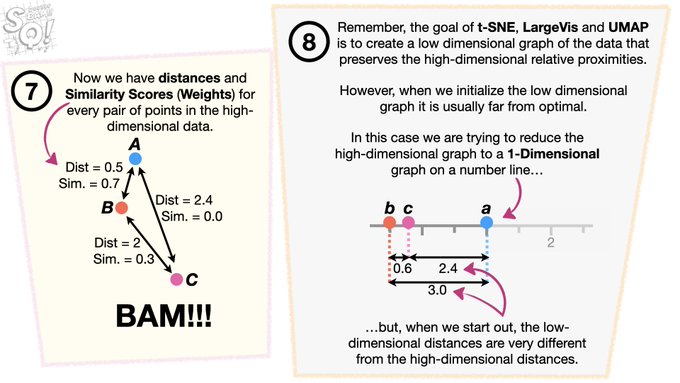 SQ!
7
Now we have distances and
Similarity Scores (Weights) for
every pair of points in the high-
dimensional data.
A
Dist = 0.5
Sim. = 0.7
Dist = 2.4
Sim. = 0.0
B
Dist = 2
Sim. = 0.3
C
BAM!!!
8
Remember, the goal of t-SNE, LargeVis and UMAP
is to create a low dimensional graph of the data that
preserves the high-dimensional relative proximities.
However, when we initialize the low dimensional
graph it is usually far from optimal.
In this case we are trying to reduce the
high-dimensional graph to a 1-Dimensional
graph on a number line…
b c a
2
0.6 2.4
3.0
…but, when we start out, the low-
dimensional distances are very different
from the high-dimensional distances.